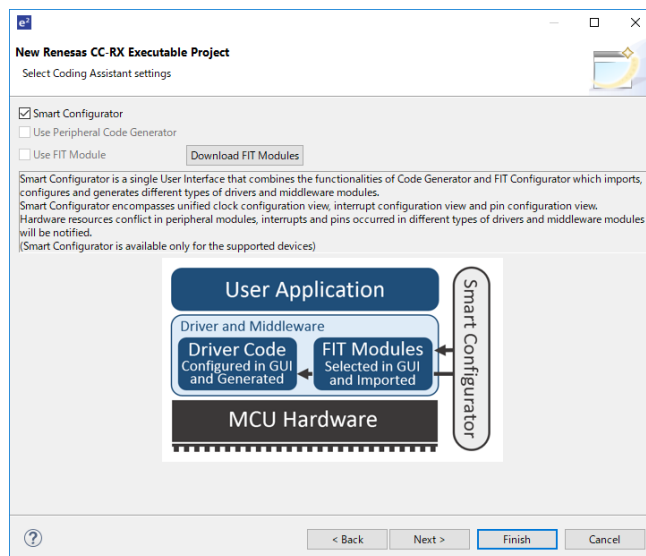 e²
New Renesas CC-RX Executable Project
Select Coding Assistant settings
Smart Configurator
Use Peripheral Code Generator
Use FIT Module
Download FIT Modules
Smart Configurator is a single User Interface that combines the functionalities of Code Generator and FIT Configurator which imports,
configures and generates different types of drivers and middleware modules.
Smart Configurator encompasses unified clock configuration view, interrupt configuration view and pin configuration view.
Hardware resources conflict in peripheral modules, interrupts and pins occurred in different types of drivers and middleware modules
will be notified.
(Smart Configurator is available only for the supported devices)
User Application
Driver and Middleware
Driver Code
Configured in GUI
and Generated
FIT Modules
Selected in GUI
and Imported
MCU Hardware
Smart Configurator
?
< Back
Next >
Finish
Cancel